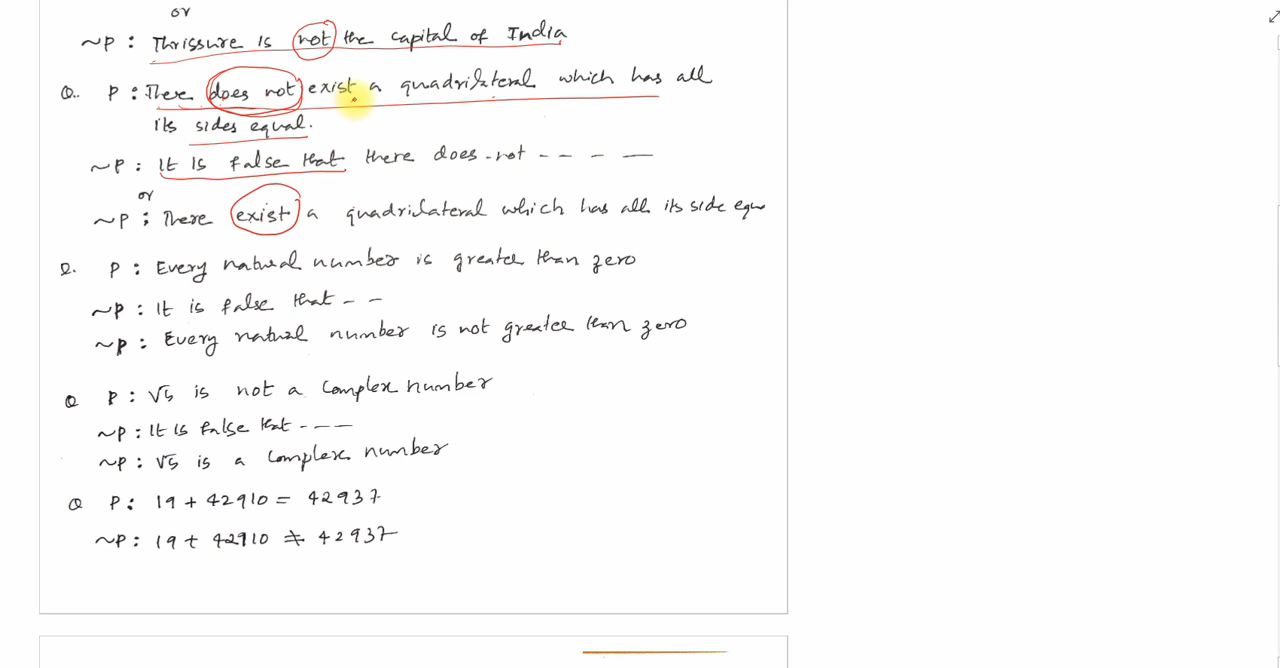 or
~p : Thrissure is not the capital of India
Q. P : There does not exist a quadrilateral which has all
its sides equal.
~P : It is false that there does not - - - —
or
~p : There exist a quadrilateral which has all its side equ
Q. P : Every natural number is greater than zero
~p : It is false that - -
~p : Every natural number is not greater than zero
Q P : √5 is not a complex number
~p : It is false that - - - —
~p : √5 is a complex number
Q P : 19 + 42910 = 42937
~P : 19 + 42910 ≠ 42937